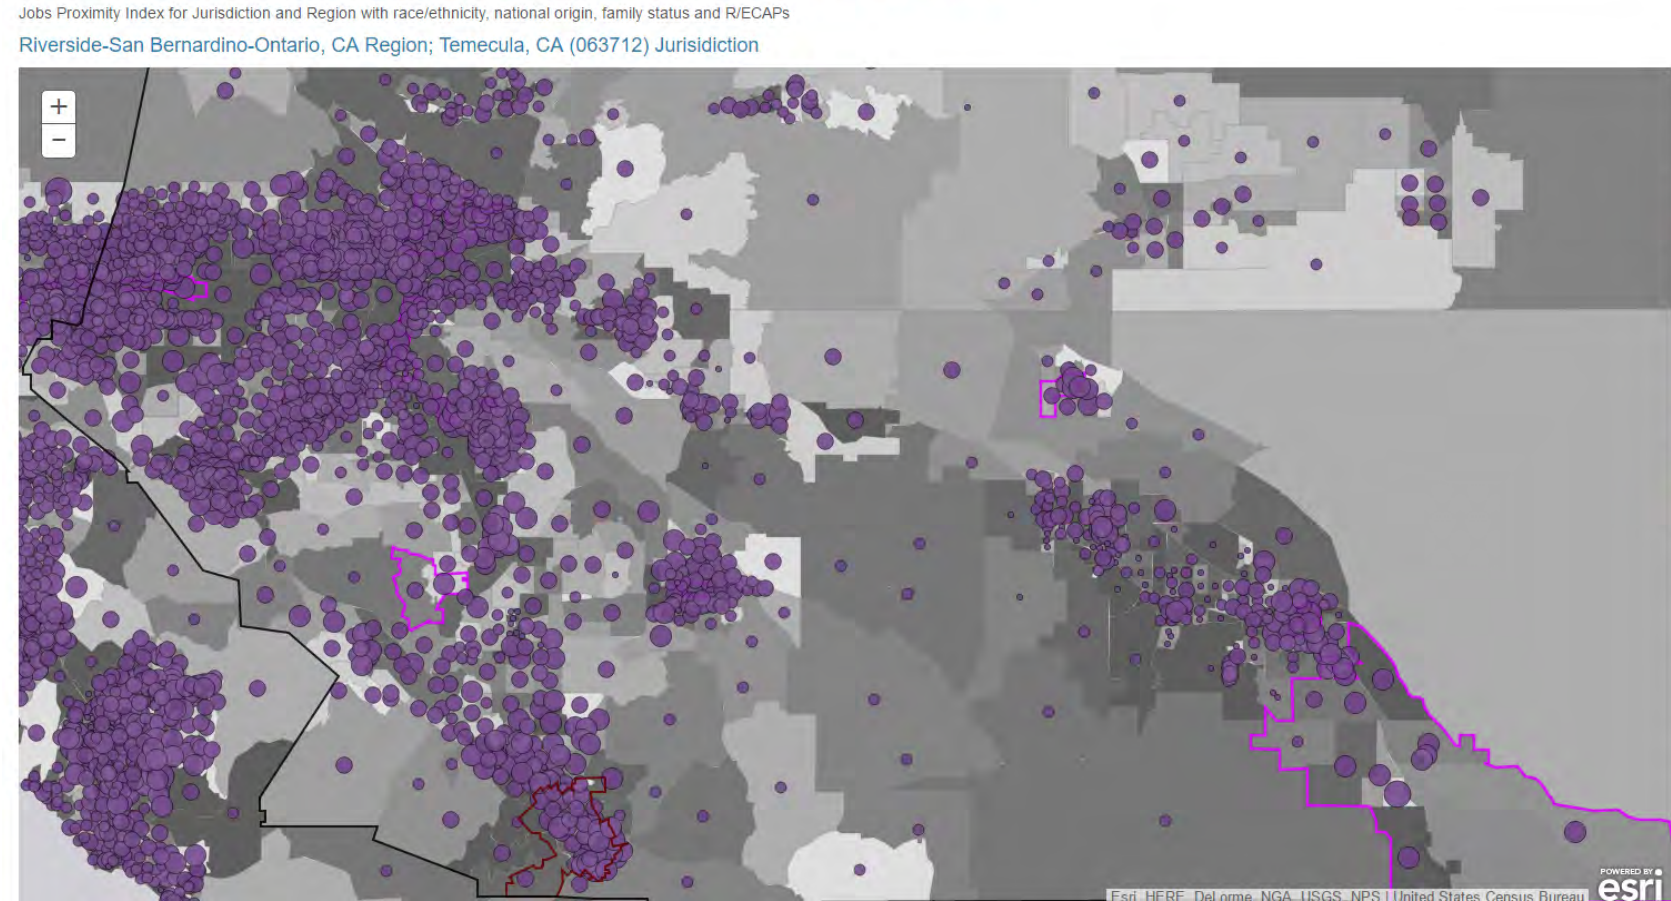 Jobs Proximity Index for Jurisdiction and Region with race/ethnicity, national origin, family status and R/ECAPs
Riverside-San Bernardino-Ontario, CA Region; Temecula, CA (063712) Jurisidiction
+
−
POWERED BY
esri
Esri, HERE, DeLorme, NGA, USGS, NPS | United States Census Bureau